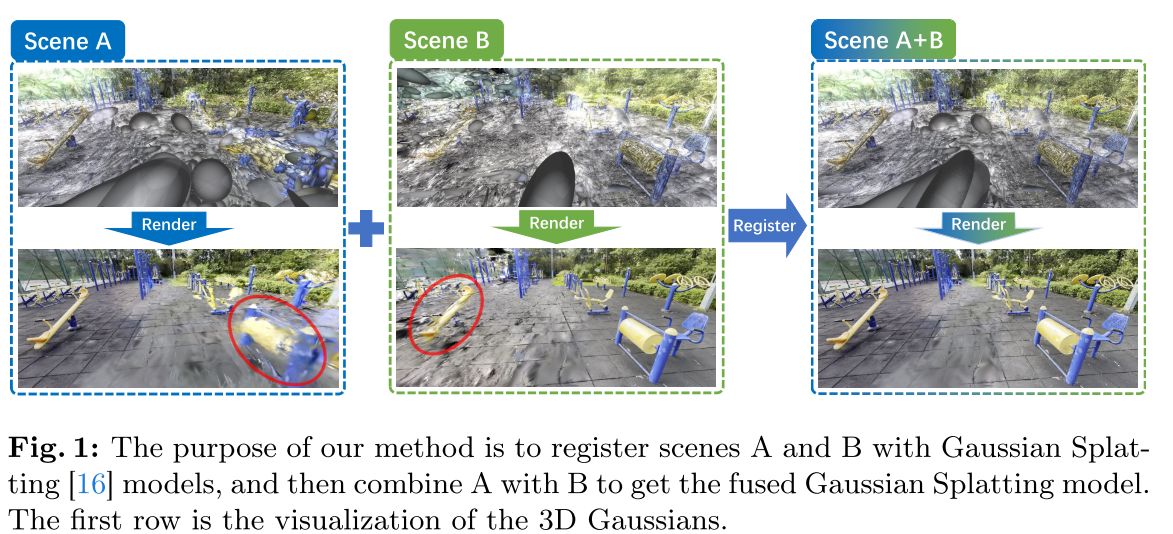 Scene A
Scene B
Scene A+B
Render
Render
Register
Render
Fig. 1: The purpose of our method is to register scenes A and B with Gaussian Splat-
ting [16] models, and then combine A with B to get the fused Gaussian Splatting model.
The first row is the visualization of the 3D Gaussians.